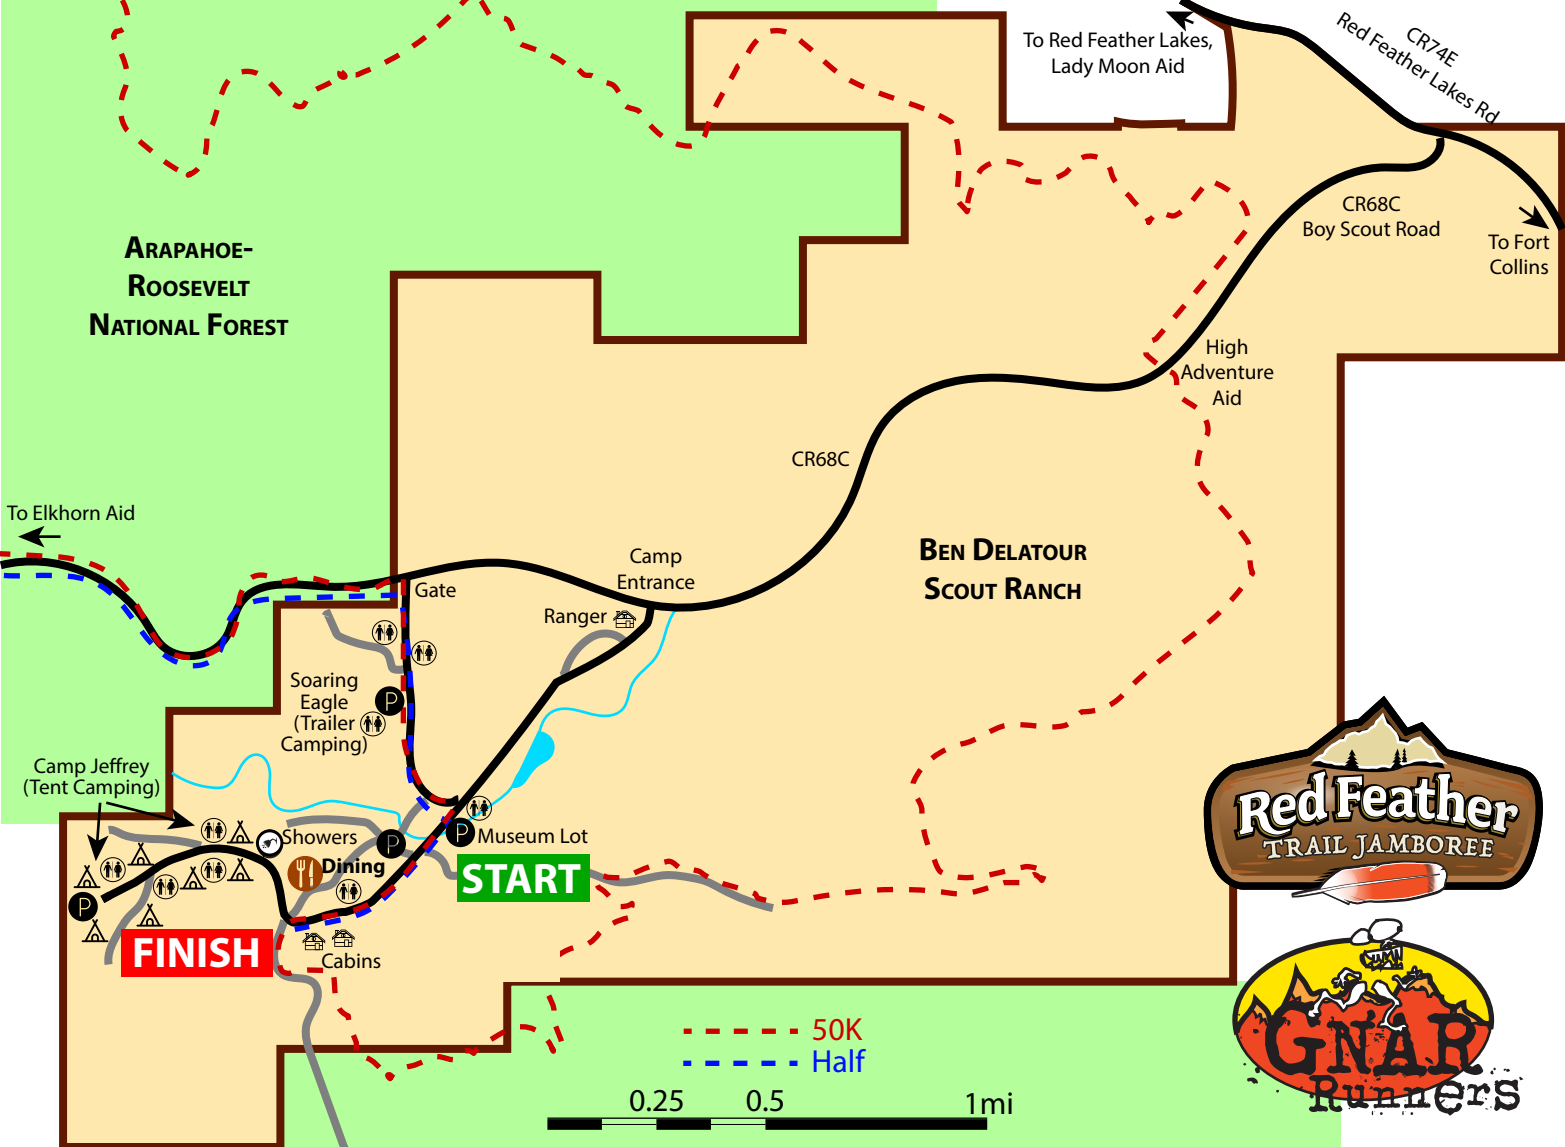 To Red Feather Lakes,
Lady Moon Aid
CR74E
Red Feather Lakes Rd
CR68C
Boy Scout Road
To Fort
Collins
ARAPAHOE-
ROOSEVELT
NATIONAL FOREST
High
Adventure
Aid
CR68C
To Elkhorn Aid
BEN DELATOUR
SCOUT RANCH
Camp
Entrance
Gate
Ranger
Soaring
Eagle
(Trailer
Camping)
P
Camp Jeffrey
(Tent Camping)
Showers
P
P
Museum Lot
Dining
START
P
FINISH
Cabins
Red Feather
TRAIL JAMBOREE
GNAR
Runners
50K
Half
0.25 0.5 1mi